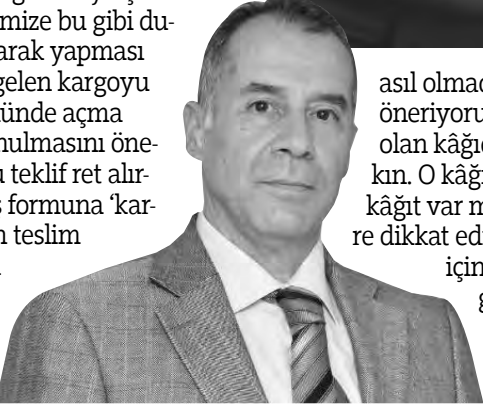 mize bu gibi du-
arak yapması
gelen kargoyu
ünde açma
nulmasını öne-
u teklif ret alır-
s formuna ‘kar-
n teslim
asıl olmad
öneriyoru
olan kâğıd
kın. O kâğı
kâğıt var m
re dikkat edi
için
g